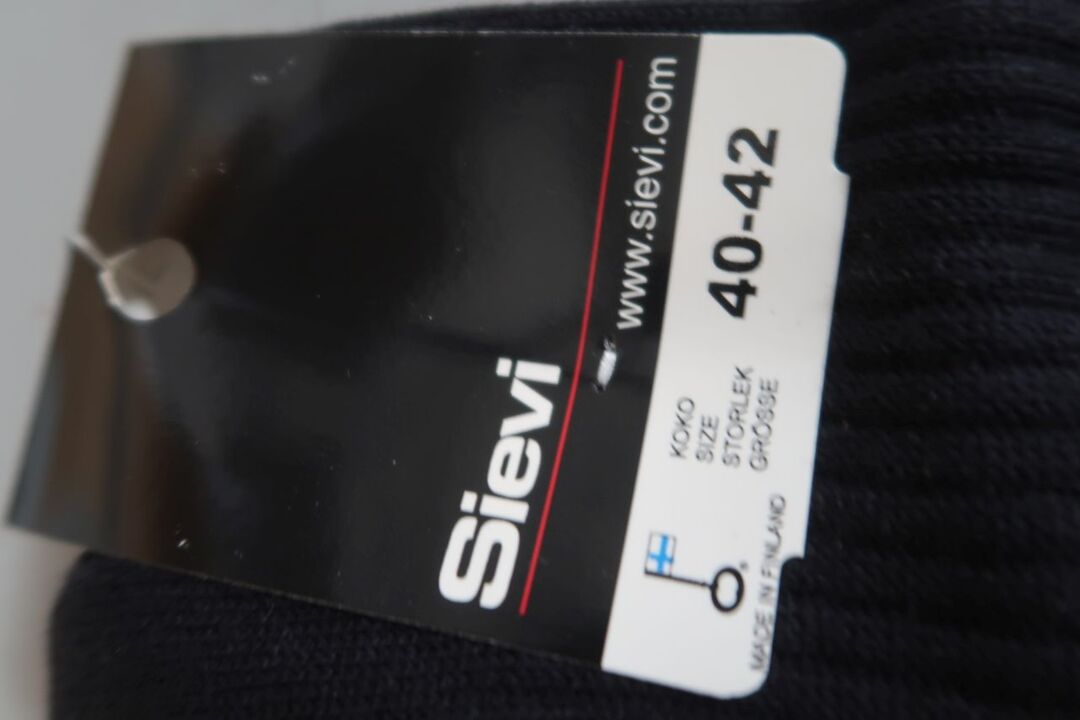 Sievi
www.sievi.com
KOKO
SIZE
STORLEK
GRÖSSE
40-42
MADE IN FINLAND